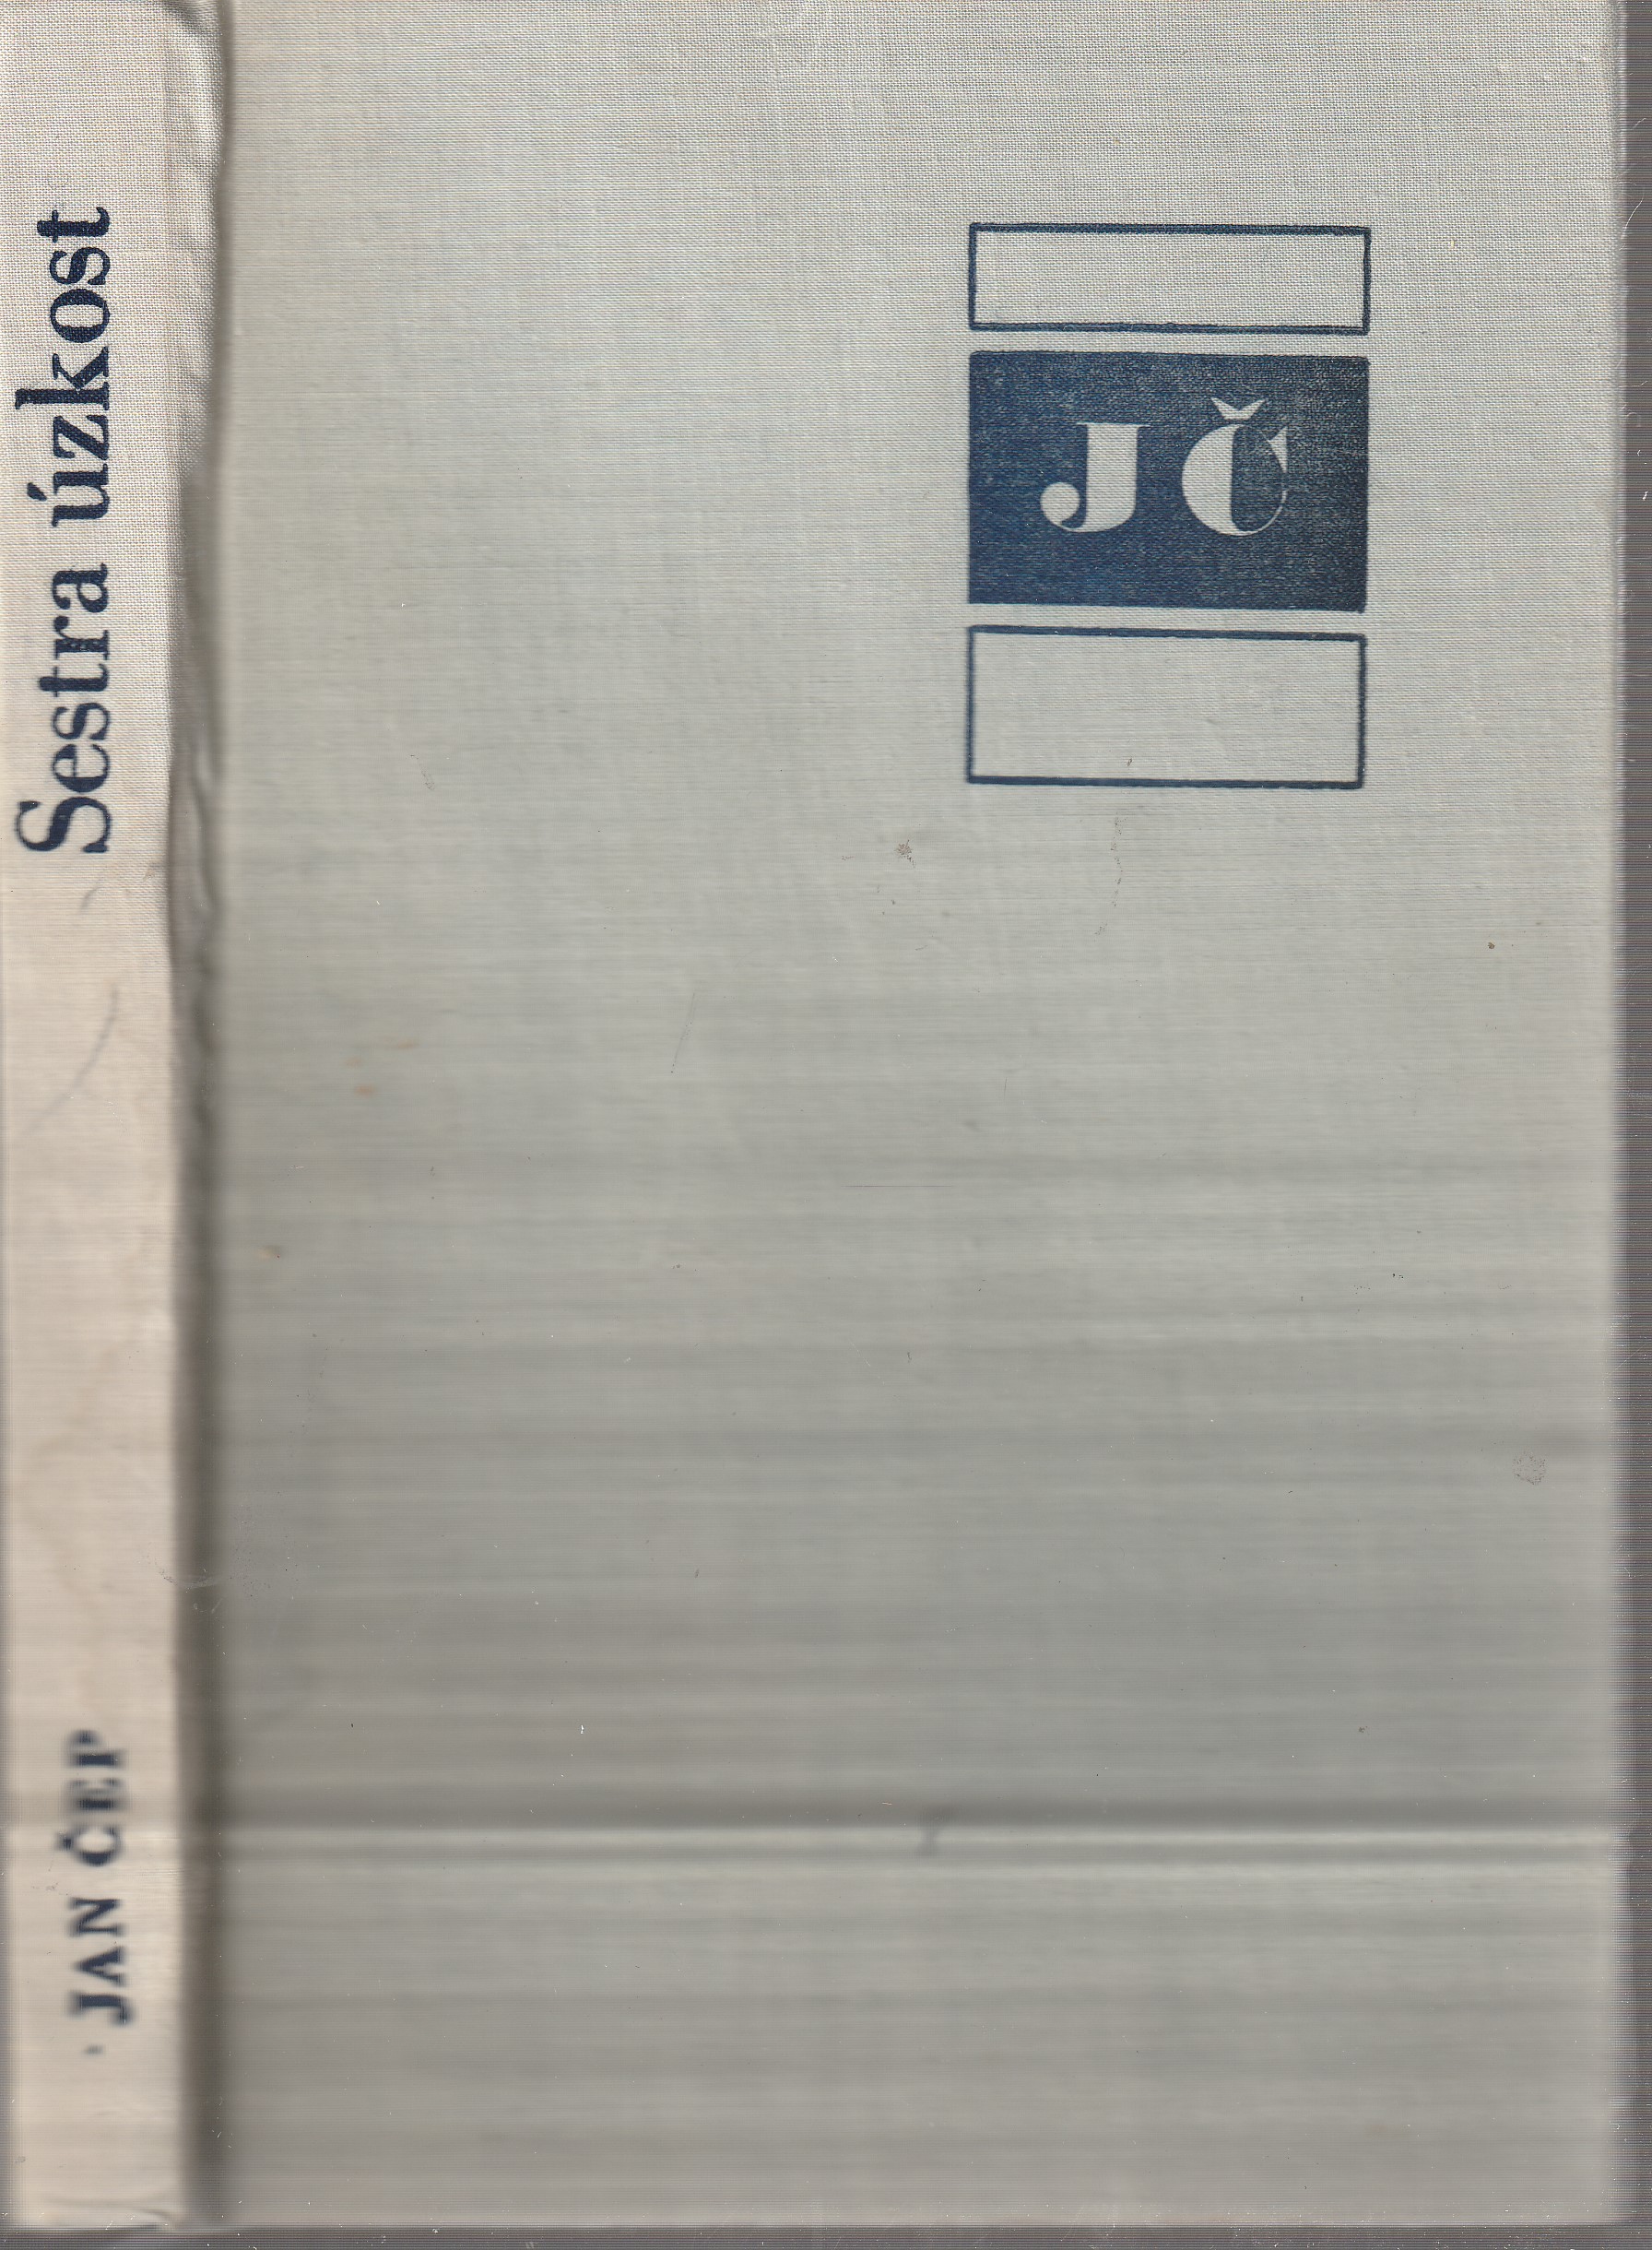 Sestra úzkost
JAN ČEP
JČ